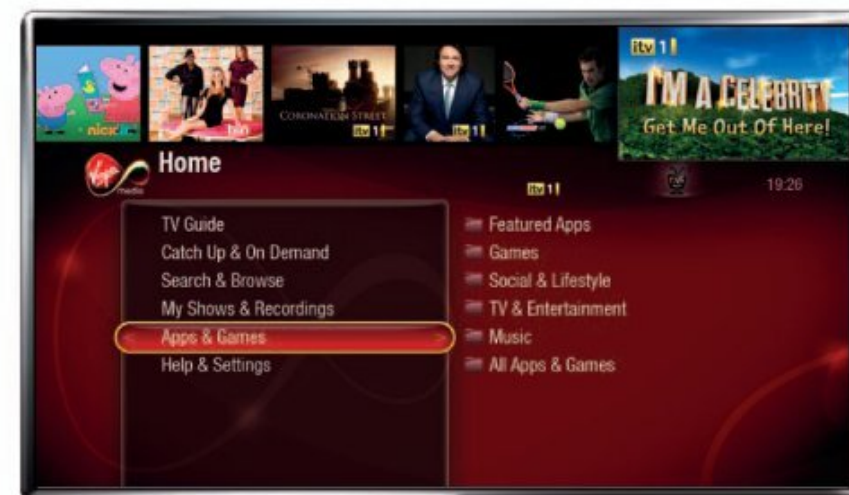 itv 1
I'M A CELEBRITY
Get Me Out Of Here!
nick jr.
CORONATION STREET
itv 1
itv 1
Virgin media
Home
itv 1
19:26
TV Guide
Catch Up & On Demand
Search & Browse
My Shows & Recordings
Apps & Games
Help & Settings
Featured Apps
Games
Social & Lifestyle
TV & Entertainment
Music
All Apps & Games